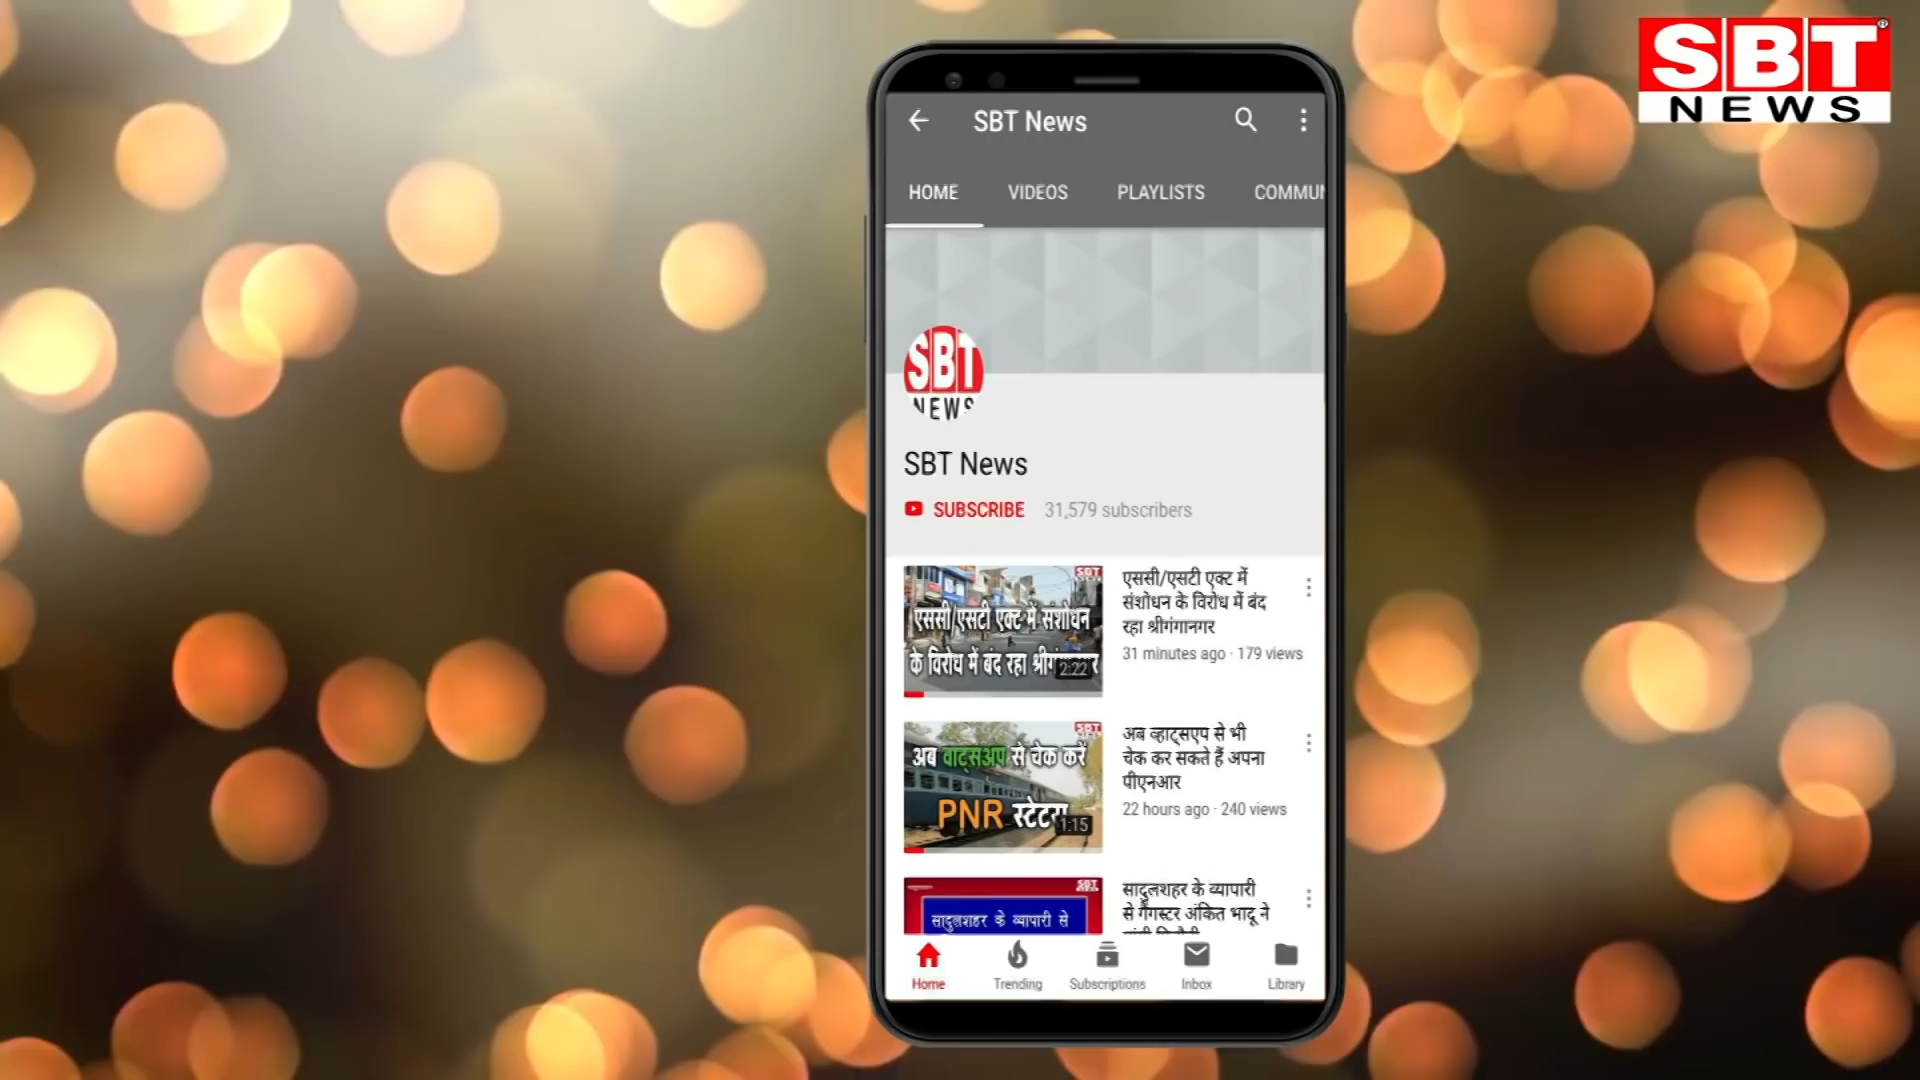 SBT
NEWS
SBT News
HOME VIDEOS PLAYLISTS COMMUN
SBT
NEWS
SBT News
SUBSCRIBE 31,579 subscribers
एससी/एसटी एक्ट में संशोधन
के विरोध में बंद रहा
2:22
एससी/एसटी एक्ट में
संशोधन के विरोध में बंद
रहा श्रीगंगानगर
31 minutes ago · 179 views
SBT
अब वाट्सअप से चेक करें
PNR स्टेटस
1:15
अब व्हाट्सएप से भी
चेक कर सकते हैं अपना
पीएनआर
22 hours ago · 240 views
SBT
सादुलशहर के व्यापारी से
सादुलशहर के व्यापारी
से गैंगस्टर अंकित भादू ने
Home Trending Subscriptions Inbox Library